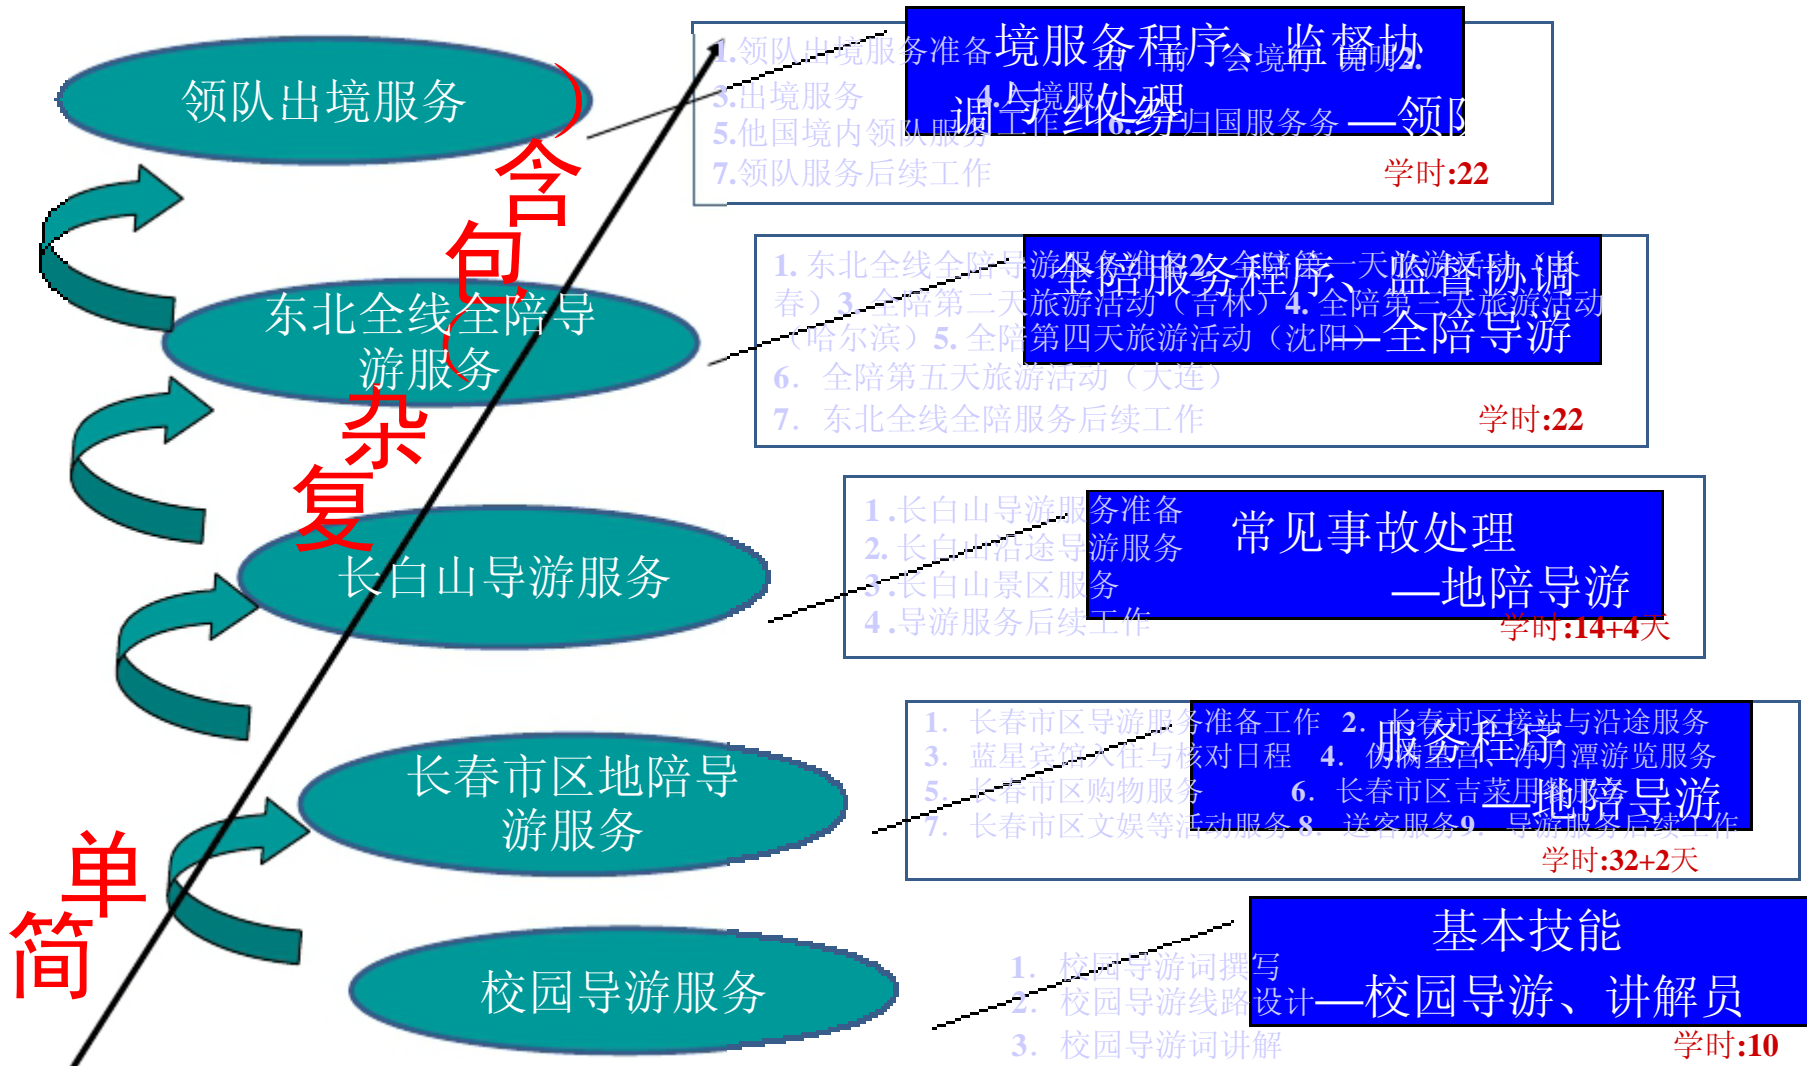 领队出境服务
1.领队出境服务准备
2.
3.出境服务
5.他国境内领队服务工作
6.
归国服务
7.领队服务后续工作
境服务程序、监督协
—领队
学时:22
东北全线全陪导
游服务
1. 东北全线全陪导游服务准备2. 全陪第一天旅游活动（长
春）3. 全陪第二天旅游活动（吉林）4. 全陪第三天旅游活动
（哈尔滨）5. 全陪第四天旅游活动（沈阳）
6. 全陪第五天旅游活动（大连）
7. 东北全线全陪服务后续工作
全陪服务程序、监督协调
—全陪导游
学时:22
长白山导游服务
1.长白山导游服务准备
2. 长白山沿途导游服务
3.长白山景区服务
4.导游服务后续工作
常见事故处理
—地陪导游
学时:14+4天
长春市区地陪导
游服务
1. 长春市区导游服务准备工作 2. 长春市区接站与沿途服务
3. 蓝星宾馆入住与核对日程 4. 伪满皇宫、净月潭游览服务
5. 长春市区购物服务 6. 长春市区吉菜用餐服务
7. 长春市区文娱等活动服务 8. 送客服务9. 导游服务后续工作
服务程序
—地陪导游
学时:32+2天
校园导游服务
1. 校园导游词撰写
2. 校园导游线路设计
3. 校园导游词讲解
基本技能
—校园导游、讲解员
学时:10
简单
复杂(包含)